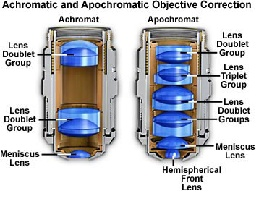 Achromatic and Apochromatic Objective Correction
Achromat
Apochromat
Lens
Doublet
Group
Lens
Doublet
Group
Meniscus
Lens
Lens
Doublet
Group
Lens
Triplet
Group
Lens
Doublet
Groups
Meniscus
Lens
Hemispherical
Front
Lens